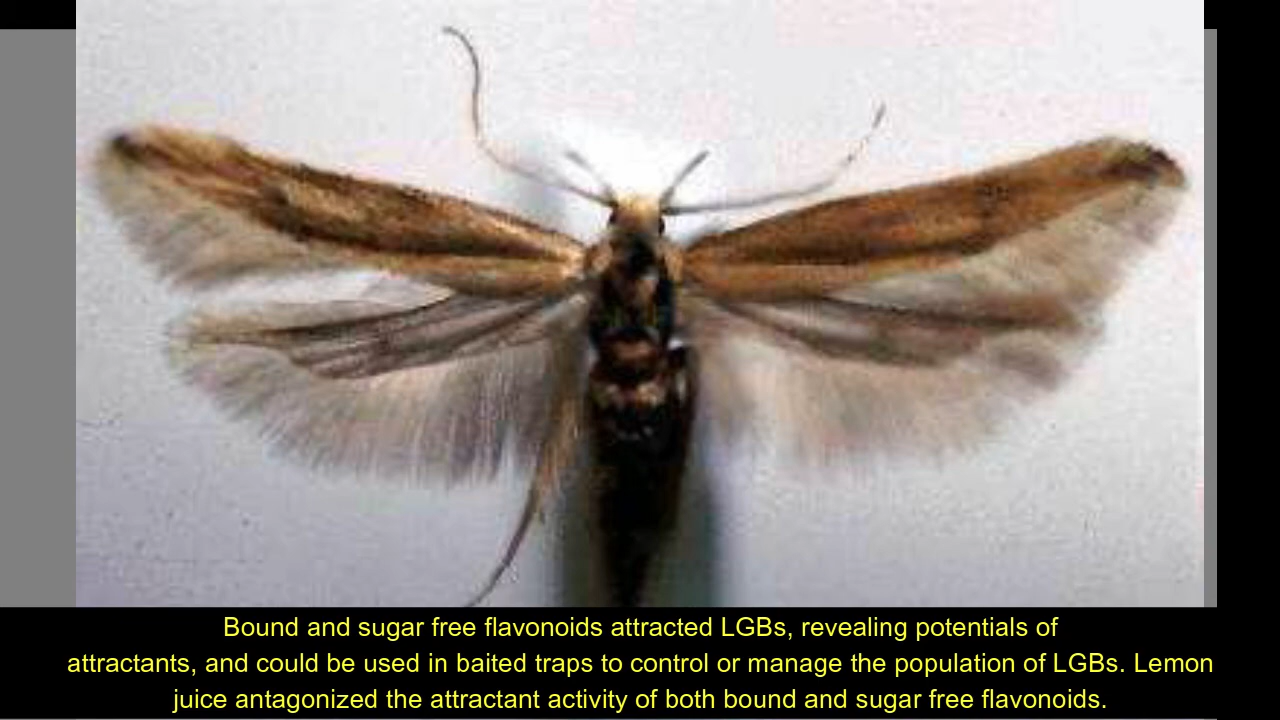 Bound and sugar free flavonoids attracted LGBs, revealing potentials of
attractants, and could be used in baited traps to control or manage the population of LGBs. Lemon
juice antagonized the attractant activity of both bound and sugar free flavonoids.